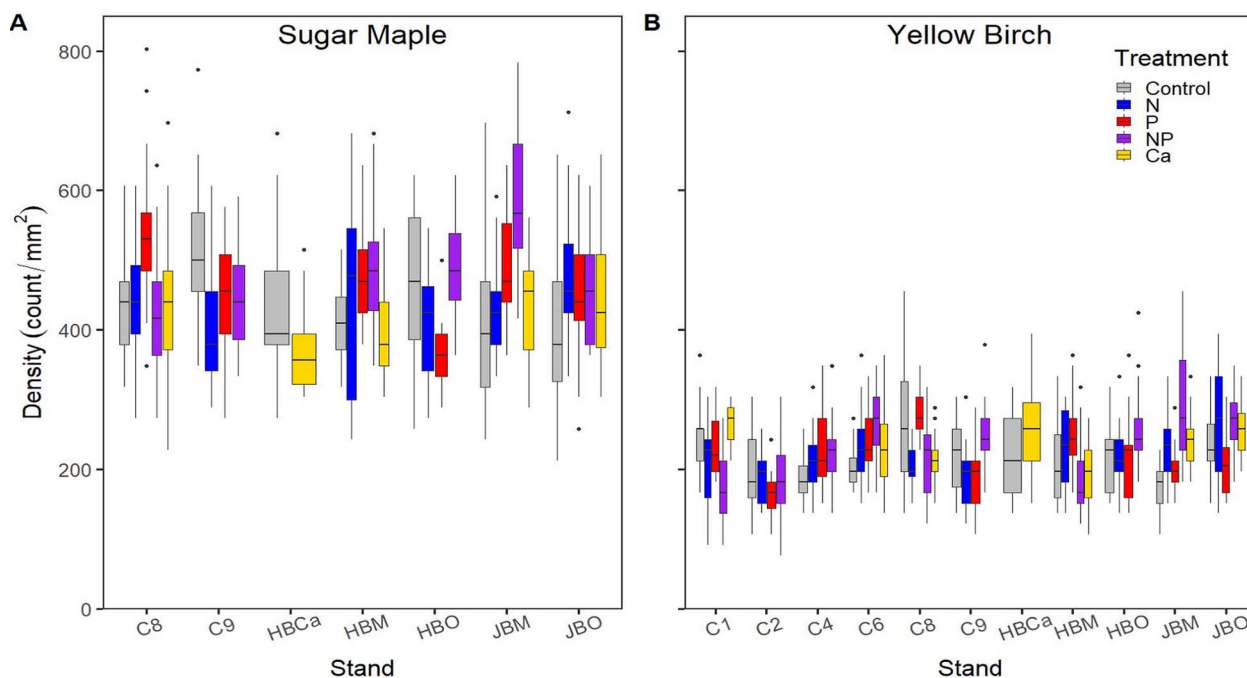 A
Sugar Maple
B
Yellow Birch
Treatment
Control
N
P
NP
Ca
Density (count/mm²)
800
600
400
200
0
C8 C9 HBCa HBM HBO JBM JBO
C1 C2 C4 C6 C8 C9 HBCa HBM HBO JBM JBO
Stand
Stand